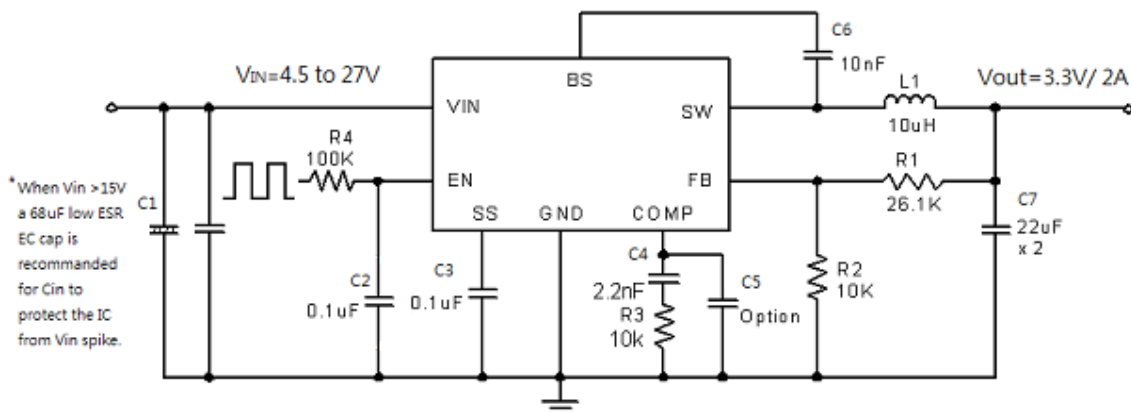 C6
10nF
VIN=4.5 to 27V
BS
Vout=3.3V/ 2A
L1
10uH
VIN
SW
R4
100K
R1
26.1K
EN
FB
* When Vin >15V
a 68uF low ESR
EC cap is
recommanded
for Cin to
protect the IC
from Vin spike.
C1
SS
GND
COMP
C7
22uF
x 2
C2
0.1uF
C3
0.1uF
C4
2.2nF
R3
10k
C5
Option
R2
10K